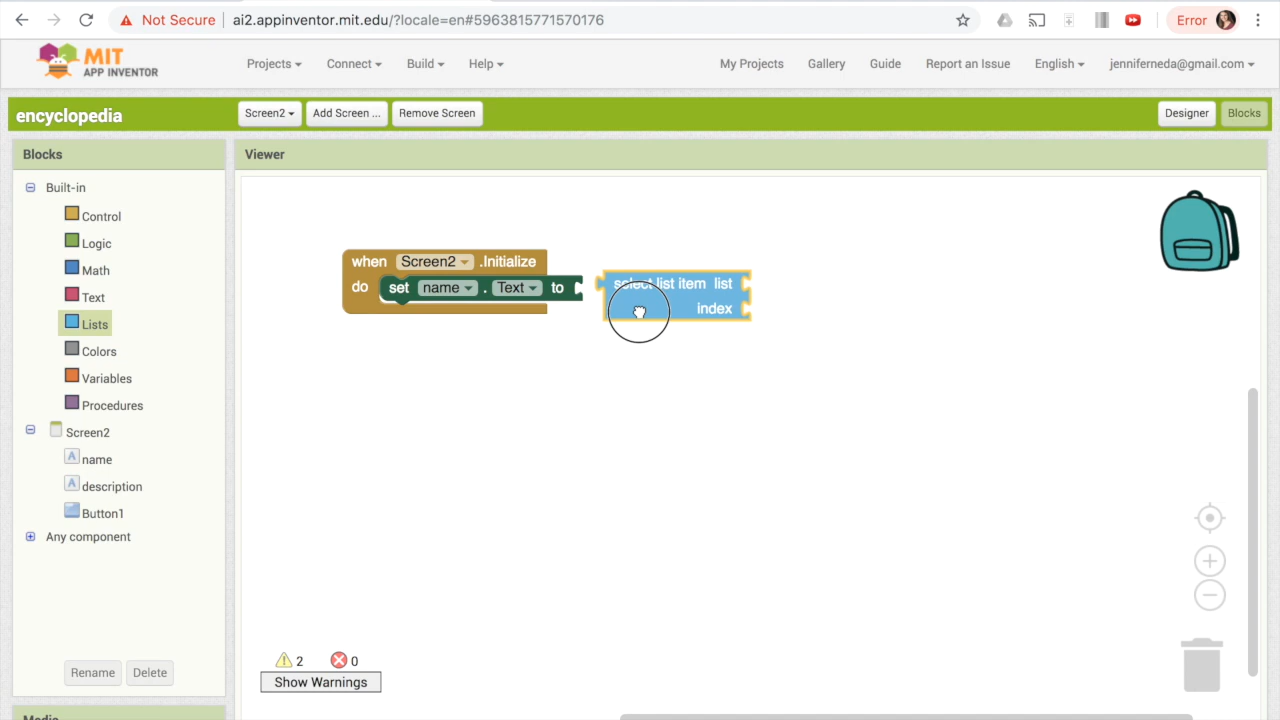 Not Secure ai2.appinventor.mit.edu/?locale=en#5963815771570176 Error
MIT APP INVENTOR Projects Connect Build Help My Projects Gallery Guide Report an Issue English jenniferneda@gmail.com
encyclopedia Screen2 Add Screen ... Remove Screen Designer Blocks
Blocks Viewer
Built-in
Control
Logic
Math
Text
Lists
Colors
Variables
Procedures
Screen2
name
description
Button1
Any component
Rename Delete
Media
when Screen2 .Initialize
do set name . Text to
select list item list
index
2 0
Show Warnings